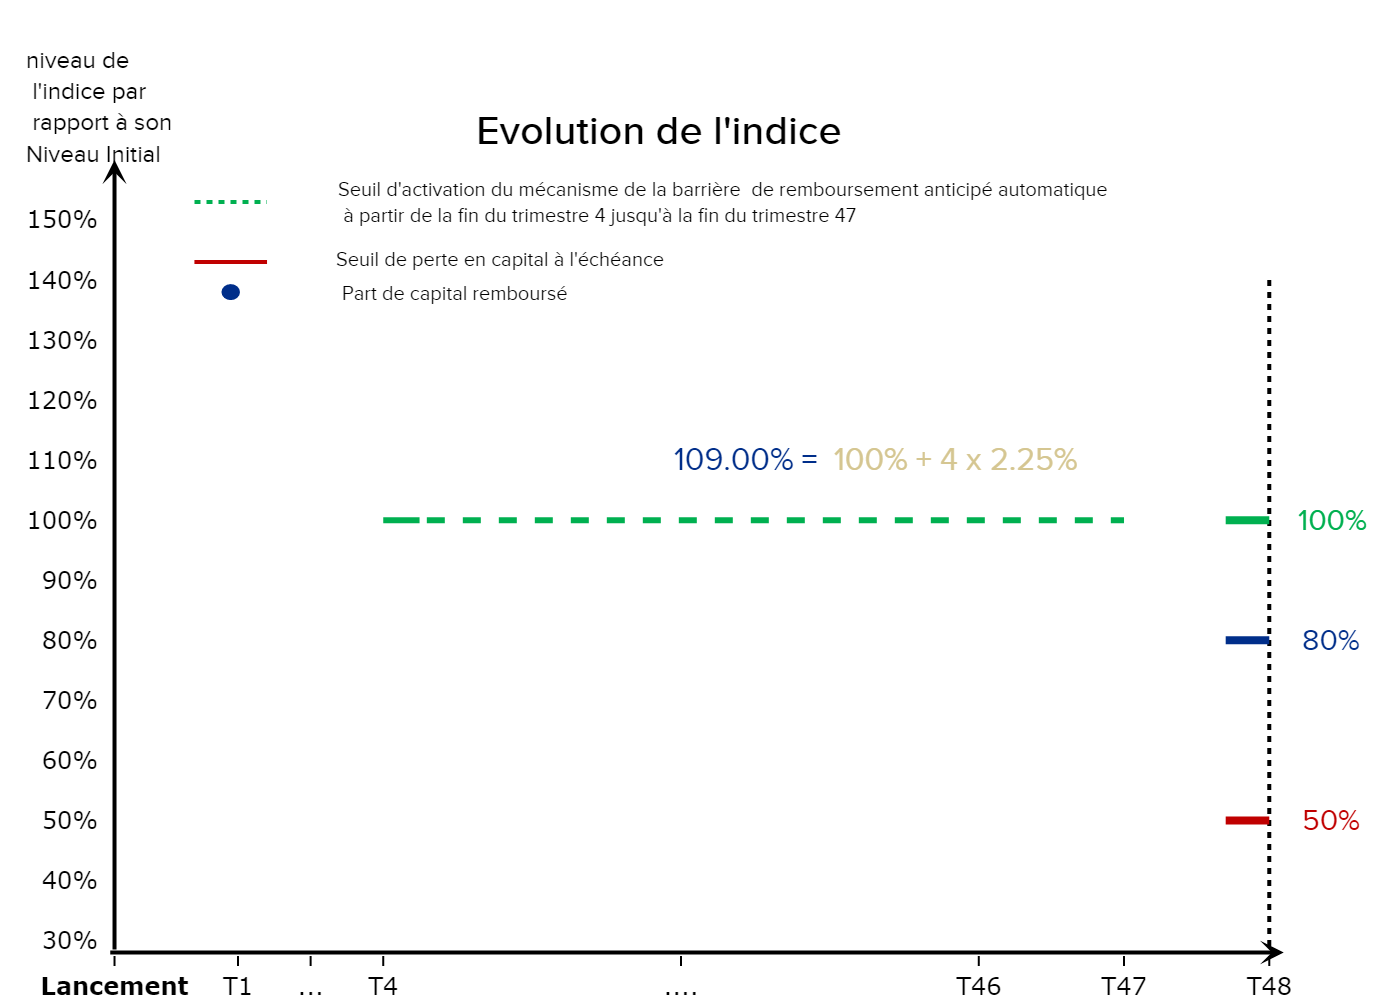 niveau de
l'indice par
rapport à son
Niveau Initial
Evolution de l'indice
Seuil d'activation du mécanisme de la barrière  de remboursement anticipé automatique
à partir de la fin du trimestre 4 jusqu'à la fin du trimestre 47
Seuil de perte en capital à l'échéance
Part de capital remboursé
150%
140%
130%
120%
110%
109.00% = 100% + 4 x 2.25%
100%
100%
90%
80%
80%
70%
60%
50%
50%
40%
30%
Lancement T1 ... T4 .... T46 T47 T48